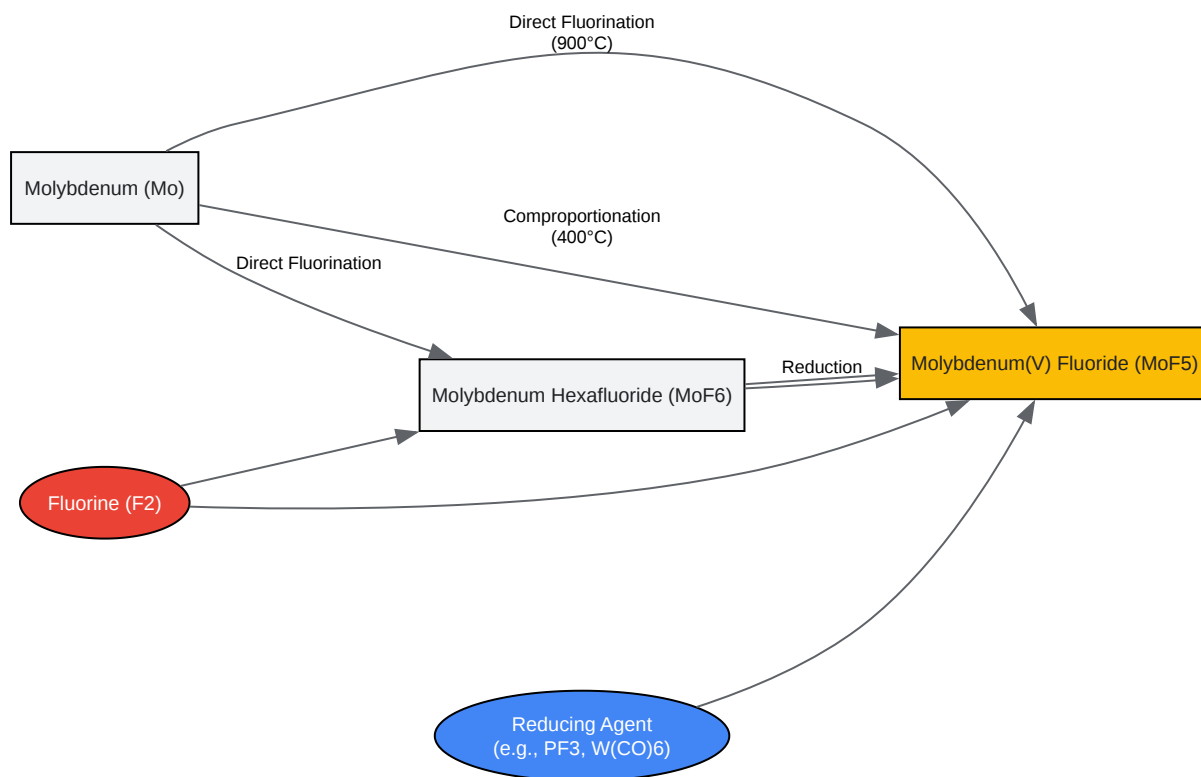 Direct Fluorination
(900°C)
Molybdenum (Mo)
Comproportionation
(400°C)
Direct Fluorination
Molybdenum(V) Fluoride (MoF5)
Reduction
Molybdenum Hexafluoride (MoF6)
Fluorine (F2)
Reducing Agent
(e.g., PF3, W(CO)6)